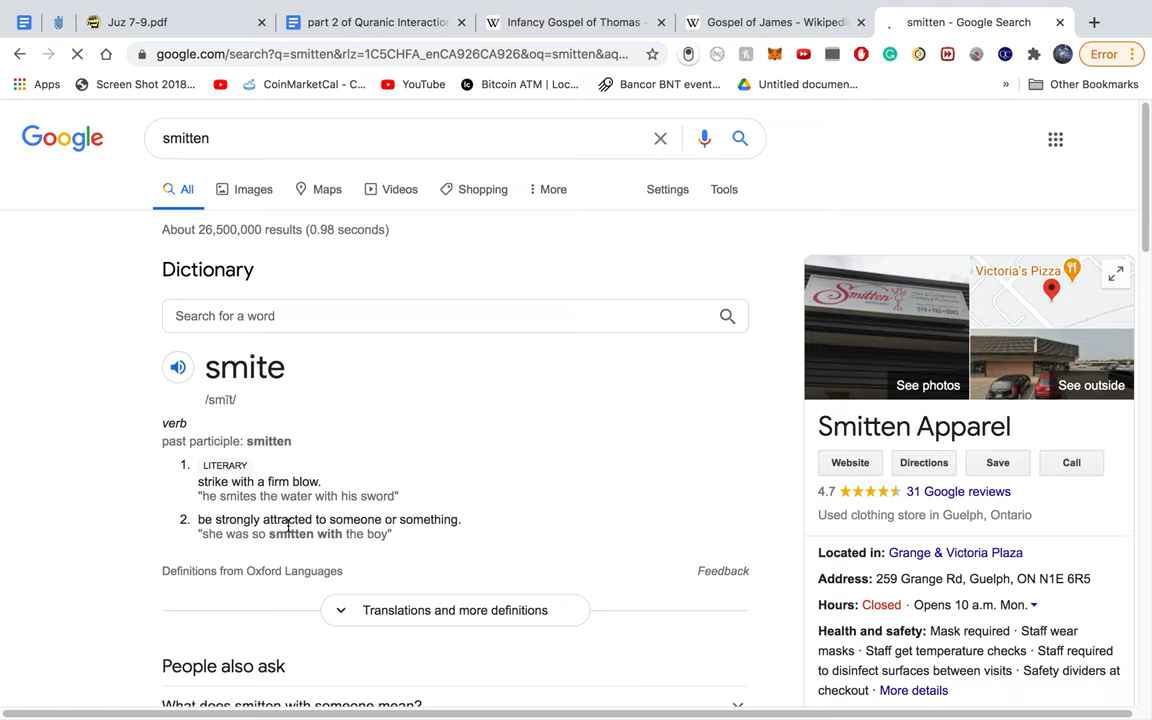 Juz 7-9.pdf
part 2 of Quranic Interaction
Infancy Gospel of Thomas -
Gospel of James - Wikipedi
smitten - Google Search
google.com/search?q=smitten&rlz=1C5CHFA_enCA926CA926&oq=smitten&aq...
Error
Apps
Screen Shot 2018...
CoinMarketCal - C...
YouTube
Bitcoin ATM | Loc...
Bancor BNT event...
Untitled documen...
»
Other Bookmarks
Google
smitten
All
Images
Maps
Videos
Shopping
More
Settings
Tools
About 26,500,000 results (0.98 seconds)
Dictionary
Search for a word
smite
/smīt/
verb
past participle: smitten
1. LITERARY
strike with a firm blow.
"he smites the water with his sword"
2. be strongly attracted to someone or something.
"she was so smitten with the boy"
Definitions from Oxford Languages
Feedback
Translations and more definitions
People also ask
What does smitten with someone mean?
Smitten
Victoria's Pizza
See photos
See outside
Smitten Apparel
Website
Directions
Save
Call
4.7
31 Google reviews
Used clothing store in Guelph, Ontario
Located in: Grange & Victoria Plaza
Address: 259 Grange Rd, Guelph, ON N1E 6R5
Hours: Closed · Opens 10 a.m. Mon.
Health and safety: Mask required · Staff wear
masks · Staff get temperature checks · Staff required
to disinfect surfaces between visits · Safety dividers at
checkout · More details